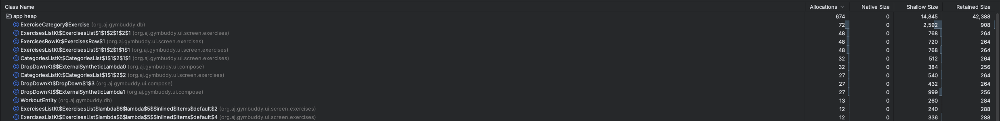 Class Name Allocations Native Size Shallow Size Retained Size
app heap 674 0 14,845 42,388
ExerciseCategory$Exercise (org.aj.gymbuddy.db) 72 0 2,592 908
ExercisesListKt$ExercisesList$1$1$2$1$2$1 (org.aj.gymbuddy.ui.screen.exercises) 48 0 768 264
ExercisesRowKt$ExercisesRow$1 (org.aj.gymbuddy.ui.screen.exercises) 48 0 720 264
ExercisesListKt$ExercisesList$1$1$2$1$1$1 (org.aj.gymbuddy.ui.screen.exercises) 48 0 768 264
CategoriesListKt$CategoriesList$1$1$2$1$1 (org.aj.gymbuddy.ui.screen.exercises) 32 0 512 264
DropDownKt$$ExternalSyntheticLambda0 (org.aj.gymbuddy.ui.compose) 32 0 384 256
CategoriesListKt$CategoriesList$1$1$2$2 (org.aj.gymbuddy.ui.screen.exercises) 27 0 540 264
DropDownKt$DropDown$1$3 (org.aj.gymbuddy.ui.compose) 27 0 432 264
DropDownKt$$ExternalSyntheticLambda1 (org.aj.gymbuddy.ui.compose) 27 0 999 256
WorkoutEntity (org.aj.gymbuddy.db) 13 0 260 284
ExercisesListKt$ExercisesList$lambda$6$lambda$5$$inlined$items$default$2 (org.aj.gymbuddy.ui.screen.exercises) 12 0 240 288
ExercisesListKt$ExercisesList$lambda$6$lambda$5$$inlined$items$default$4 (org.aj.gymbuddy.ui.screen.exercises) 12 0 336 288